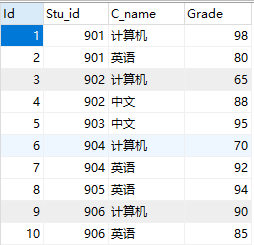 Id Stu_id C_name Grade
1 901 计算机 98
2 901 英语 80
3 902 计算机 65
4 902 中文 88
5 903 中文 95
6 904 计算机 70
7 904 英语 92
8 905 英语 94
9 906 计算机 90
10 906 英语 85